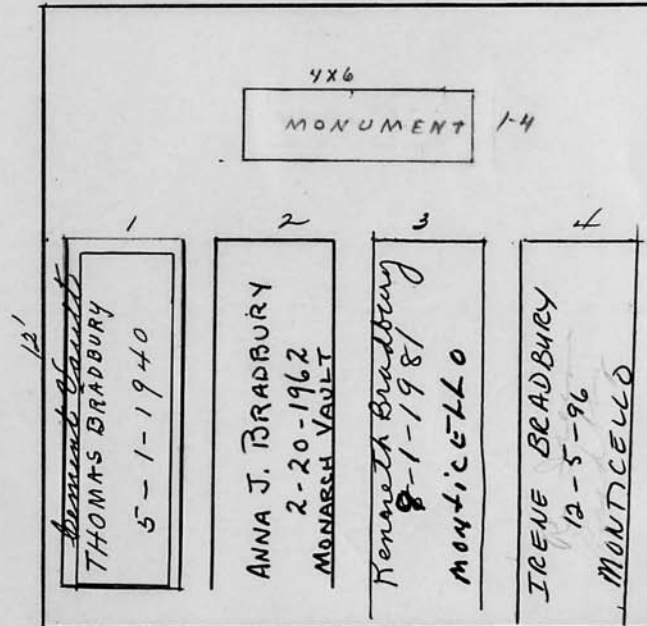 4X6
MONUMENT 1-4
1
2
3
4
12'
Cement Vault
THOMAS BRADBURY
5-1-1940
ANNA J. BRADBURY
2-20-1962
MONARCH VAULT
Kenneth Bradbury
8-1-1981
MONTICELLO
IRENE BRADBURY
12-5-96
MONTICELLO